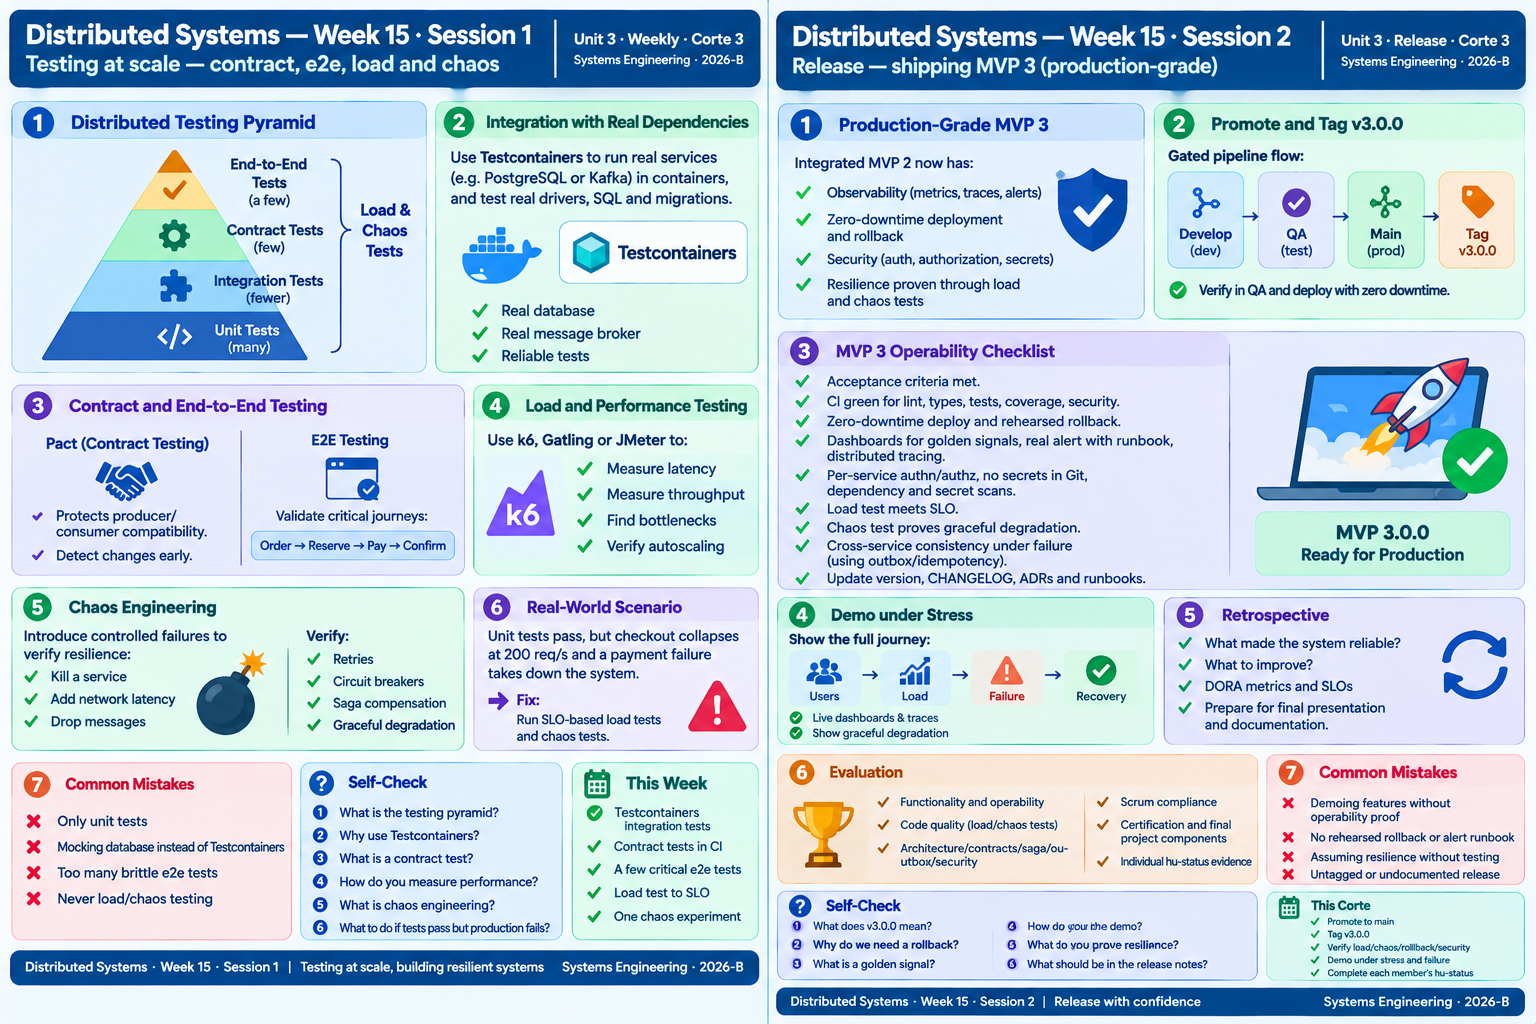 Distributed Systems — Week 15 · Session 1
Testing at scale — contract, e2e, load and chaos
Unit 3 · Weekly · Corte 3
Systems Engineering · 2026-B
1 Distributed Testing Pyramid
End-to-End
Tests
(a few)
Contract Tests
(few)
Integration Tests
(fewer)
</>
Unit Tests
(many)
Load &
Chaos
Tests
2 Integration with Real Dependencies
Use Testcontainers to run real services
(e.g. PostgreSQL or Kafka) in containers,
and test real drivers, SQL and migrations.
Testcontainers
Real database
Real message broker
Reliable tests
3 Contract and End-to-End Testing
Pact (Contract Testing)
Protects producer/
consumer compatibility.
Detect changes early.
E2E Testing
Validate critical journeys:
Order → Reserve → Pay → Confirm
4 Load and Performance Testing
Use k6, Gatling or JMeter to:
k6
Measure latency
Measure throughput
Find bottlenecks
Verify autoscaling
5 Chaos Engineering
Introduce controlled failures to
verify resilience:
Kill a service
Add network latency
Drop messages
Verify:
Retries
Circuit breakers
Saga compensation
Graceful degradation
6 Real-World Scenario
Unit tests pass, but checkout collapses
at 200 req/s and a payment failure
takes down the system.
Fix:
Run SLO-based load tests
and chaos tests.
7 Common Mistakes
Only unit tests
Mocking database instead of Testcontainers
Too many brittle e2e tests
Never load/chaos testing
? Self-Check
1 What is the testing pyramid?
2 Why use Testcontainers?
3 What is a contract test?
4 How do you measure performance?
5 What is chaos engineering?
6 What to do if tests pass but production fails?
This Week
Testcontainers
integration tests
Contract tests in CI
A few critical e2e tests
Load test to SLO
One chaos experiment
Distributed Systems · Week 15 · Session 1 | Testing at scale, building resilient systems
Systems Engineering · 2026-B
Distributed Systems — Week 15 · Session 2
Release — shipping MVP 3 (production-grade)
Unit 3 · Release · Corte 3
Systems Engineering · 2026-B
1 Production-Grade MVP 3
Integrated MVP 2 now has:
Observability (metrics, traces, alerts)
Zero-downtime deployment
and rollback
Security (auth, authorization, secrets)
Resilience proven through load
and chaos tests
2 Promote and Tag v3.0.0
Gated pipeline flow:
Develop
(dev)
QA
(test)
Main
(prod)
Tag
v3.0.0
Verify in QA and deploy with zero downtime.
3 MVP 3 Operability Checklist
Acceptance criteria met.
CI green for lint, types, tests, coverage, security.
Zero-downtime deploy and rehearsed rollback.
Dashboards for golden signals, real alert with runbook,
distributed tracing.
Per-service authn/authz, no secrets in Git,
dependency and secret scans.
Load test meets SLO.
Chaos test proves graceful degradation.
Cross-service consistency under failure
(using outbox/idempotency).
Update version, CHANGELOG, ADRs and runbooks.
MVP 3.0.0
Ready for Production
4 Demo under Stress
Show the full journey:
Users
Load
Failure
Recovery
Live dashboards & traces
Show graceful degradation
5 Retrospective
What made the system reliable?
What to improve?
DORA metrics and SLOs
Prepare for final presentation
and documentation.
6 Evaluation
Functionality and operability
Code quality (load/chaos tests)
Architecture/contracts/saga/ou-
utbox/security
Scrum compliance
Certification and final
project components
Individual hu-status evidence
7 Common Mistakes
Demoing features without
operability proof
No rehearsed rollback or alert runbook
Assuming resilience without testing
Untagged or undocumented release
? Self-Check
1 What does v3.0.0 mean?
2 Why do we need a rollback?
3 What is a golden signal?
How do your the demo?
What do you prove resilience?
What should be in the release notes?
This Corte
Promote to main
Tag v3.0.0
Verify load/chaos/rolllback/security
Demo under stress and failure
Complete each member's hu-status
Distributed Systems · Week 15 · Session 2 | Release with confidence
Systems Engineering · 2026-B